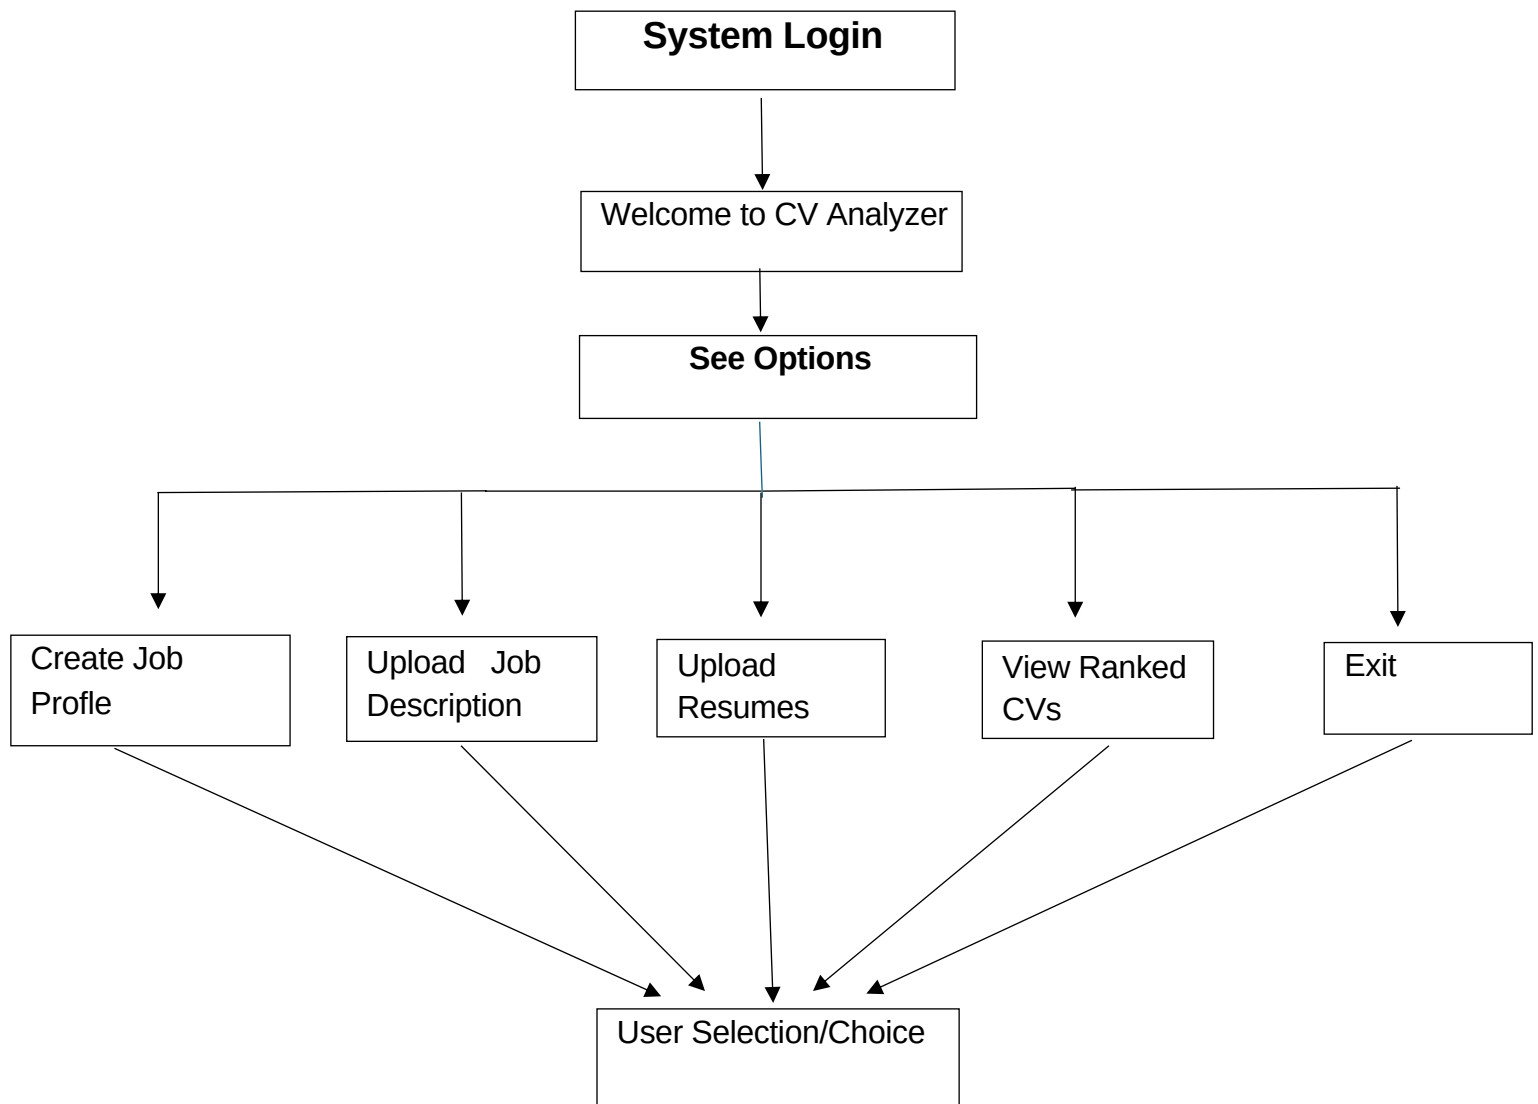 System Login
Welcome to CV Analyzer
See Options
Create Job
Profle
Upload Job
Description
Upload
Resumes
View Ranked
CVs
Exit
User Selection/Choice